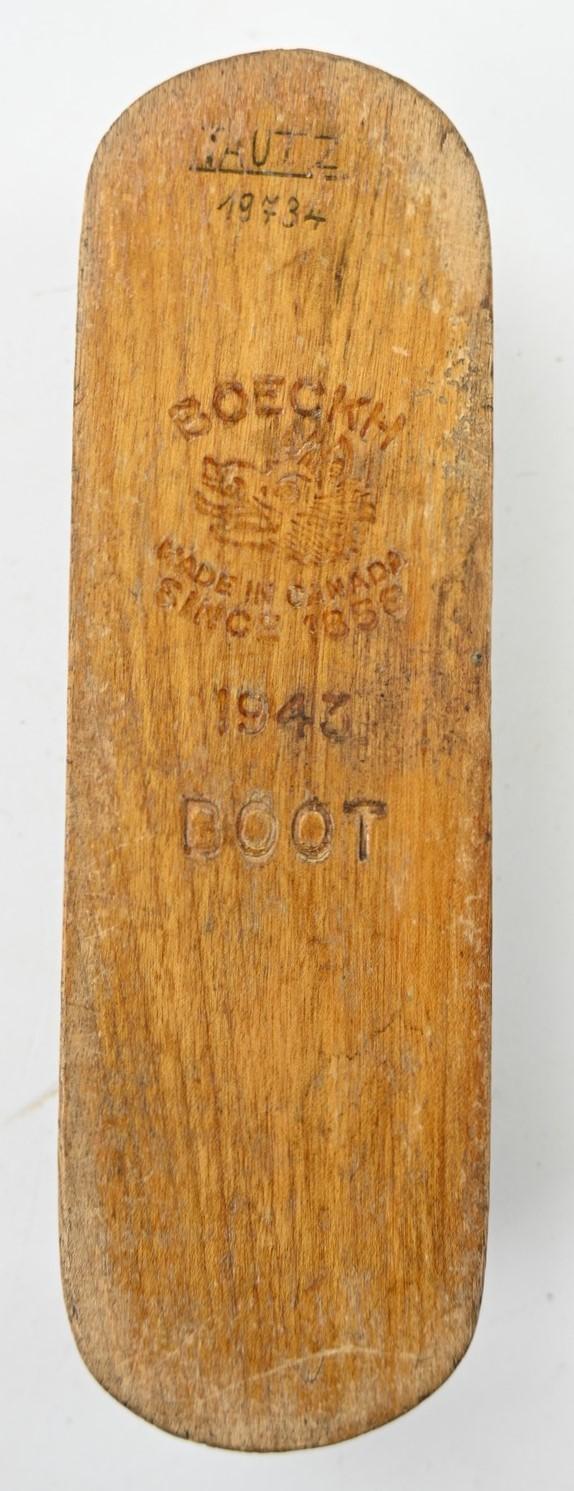 19734
BOECKH
MADE IN CANADA
SINCE 1856
1943
BOOT